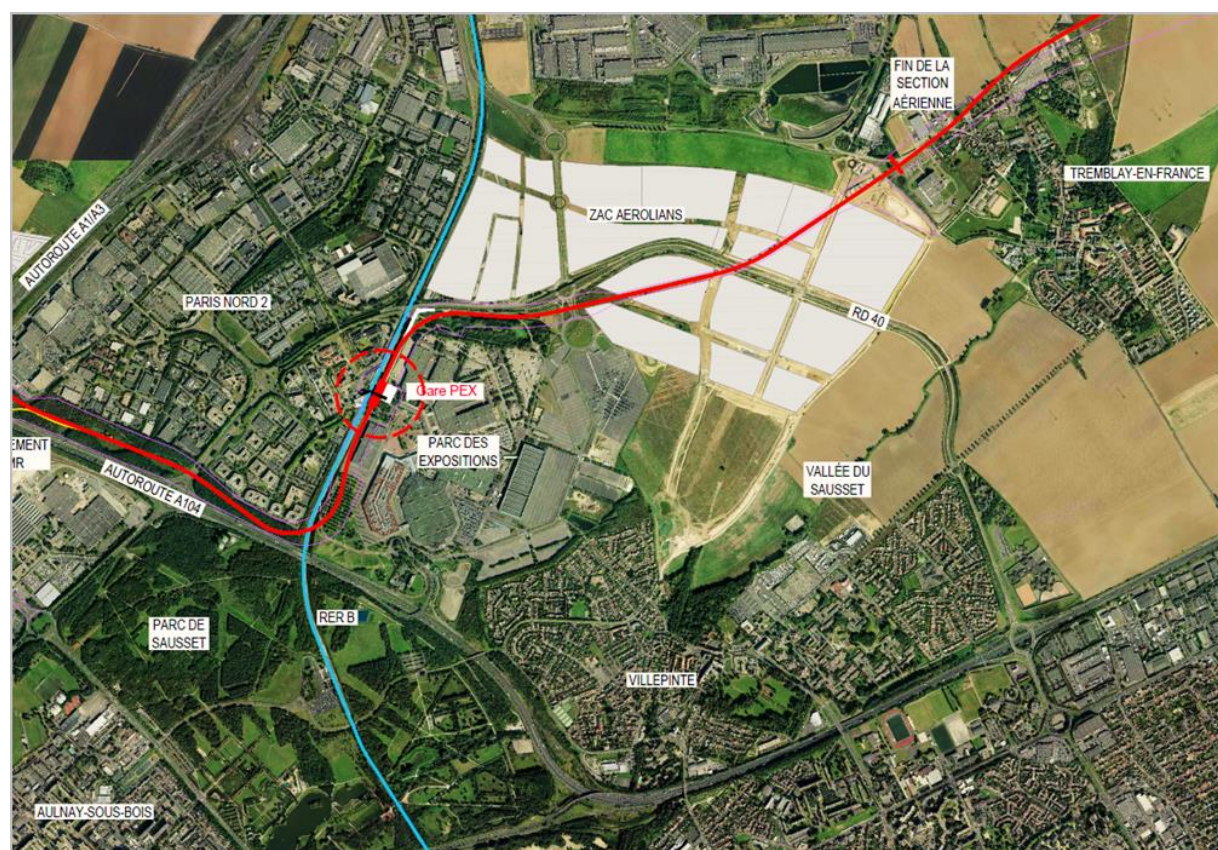 FIN DE LA
SECTION
AÉRIENNE
TREMBLAY-EN-FRANCE
ZAC AEROLIANS
AUTOROUTE A1/A3
PARIS NORD 2
RD 40
Gare PEX
PARC DES
EXPOSITIONS
EMENT
MR
AUTOROUTE A104
VALLÉE DU
SAUSSET
RER B
PARC DE
SAUSSET
VILLEPINTE
AULNAY-SOUS-BOIS